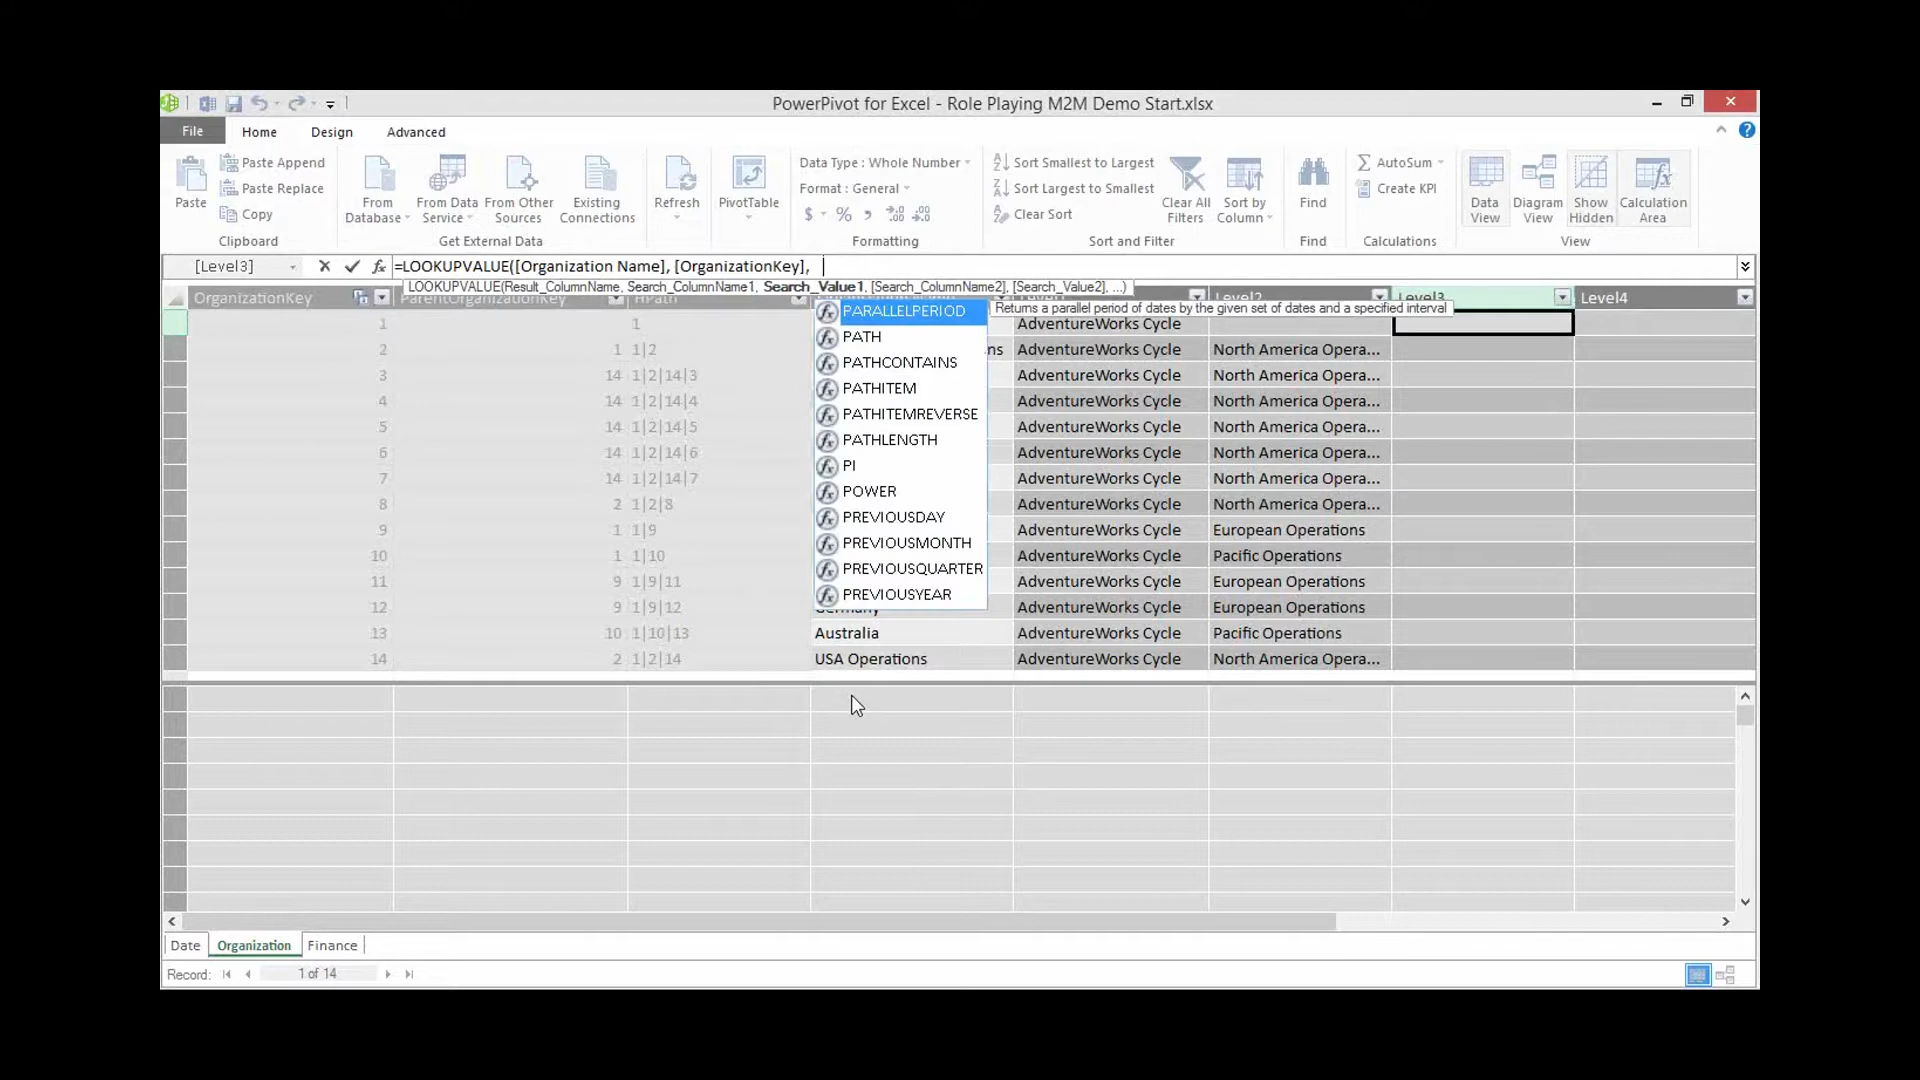 PowerPivot for Excel - Role Playing M2M Demo Start.xlsx
File Home Design Advanced
Paste
Paste Append
Paste Replace
Copy
Clipboard
From Database
From Data Service
From Other Sources
Existing Connections
Get External Data
Refresh
PivotTable
Data Type : Whole Number
Format : General
$ % ,
Formatting
Sort Smallest to Largest
Sort Largest to Smallest
Clear Sort
Clear All Filters
Sort by Column
Sort and Filter
Find
Find
AutoSum
Create KPI
Calculations
Data View
Diagram View
Show Hidden
Calculation Area
View
[Level3] fx =LOOKUPVALUE([Organization Name], [OrganizationKey],
LOOKUPVALUE(Result_ColumnName, Search_ColumnName1, Search_Value1, [Search_ColumnName2], [Search_Value2], ...)
OrganizationKey ParentOrganizationKey HPath Level2 Level3 Level4
PARALLELPERIOD
Returns a parallel period of dates by the given set of dates and a specified interval
PATH
PATHCONTAINS
PATHITEM
PATHITEMREVERSE
PATHLENGTH
PI
POWER
PREVIOUSDAY
PREVIOUSMONTH
PREVIOUSQUARTER
PREVIOUSYEAR
1 1 AdventureWorks Cycle
2 1 1|2 ns AdventureWorks Cycle North America Opera...
3 14 1|2|14|3 AdventureWorks Cycle North America Opera...
4 14 1|2|14|4 AdventureWorks Cycle North America Opera...
5 14 1|2|14|5 AdventureWorks Cycle North America Opera...
6 14 1|2|14|6 AdventureWorks Cycle North America Opera...
7 14 1|2|14|7 AdventureWorks Cycle North America Opera...
8 2 1|2|8 AdventureWorks Cycle North America Opera...
9 1 1|9 AdventureWorks Cycle European Operations
10 1 1|10 AdventureWorks Cycle Pacific Operations
11 9 1|9|11 AdventureWorks Cycle European Operations
12 9 1|9|12 Germany AdventureWorks Cycle European Operations
13 10 1|10|13 Australia AdventureWorks Cycle Pacific Operations
14 2 1|2|14 USA Operations AdventureWorks Cycle North America Opera...
Date Organization Finance
Record: 1 of 14